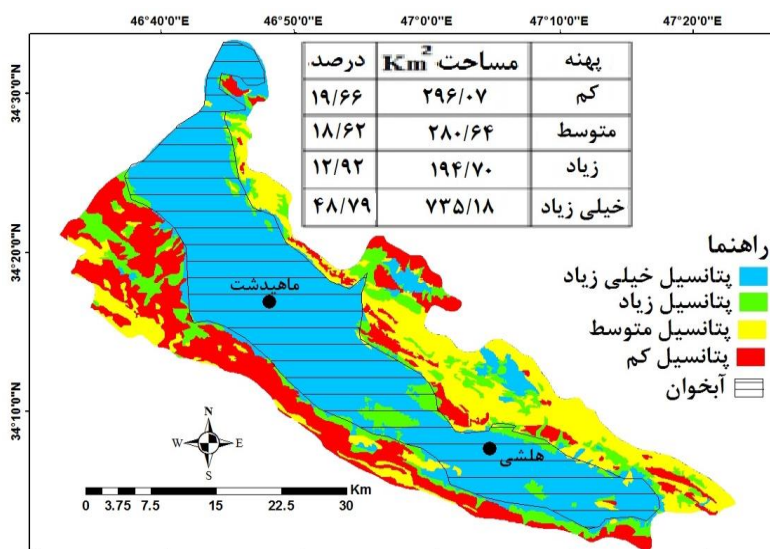 46°40'0"E 46°50'0"E 47°0'0"E 47°10'0"E 47°20'0"E
34°30'0"N
34°20'0"N
34°10'0"N
پهنه مساحت Km² درصد
کم ۲۹۶/۰۷ ۱۹/۶۶
متوسط ۲۸۰/۶۴ ۱۸/۶۲
زیاد ۱۹۴/۷۰ ۱۲/۹۲
خیلی زیاد ۷۳۵/۱۸ ۴۸/۷۹
راهنما
پتانسیل خیلی زیاد
پتانسیل زیاد
پتانسیل متوسط
پتانسیل کم
آبخوان
ماهیدشت
هلشی
N
W E
S
Km
0 3.75 7.5 15 22.5 30